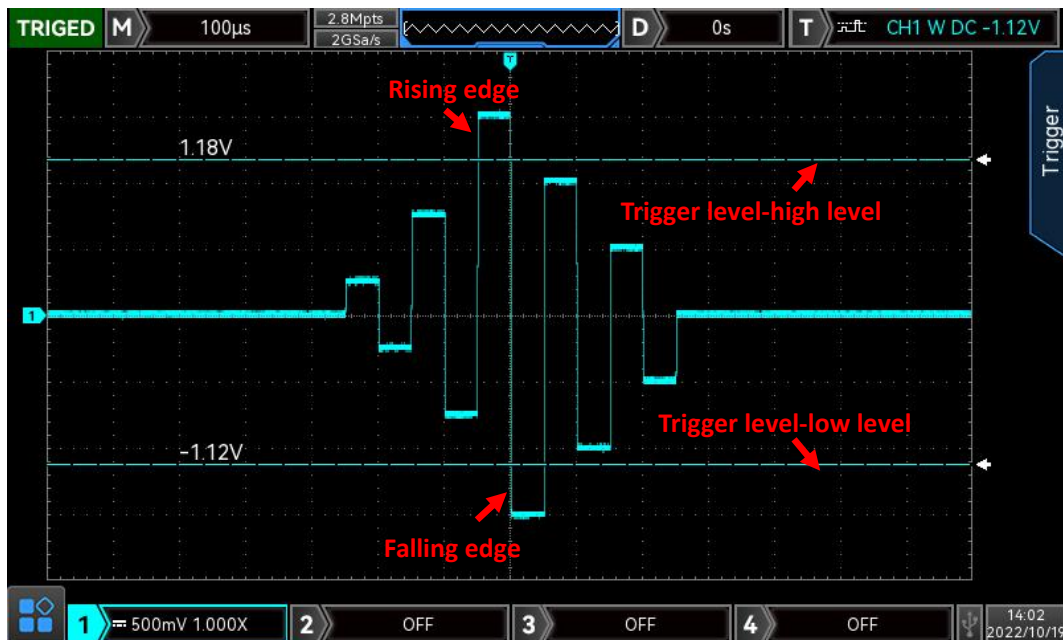 TRIGED M 100μs 2.8Mpts D 0s T CH1 W DC -1.12V
2GSa/s
T
Rising edge
Trigger
1.18V
Trigger level-high level
1
Trigger level-low level
-1.12V
Falling edge
1 500mV 1.000X 2 OFF 3 OFF 4 OFF 14:02
2022/10/19